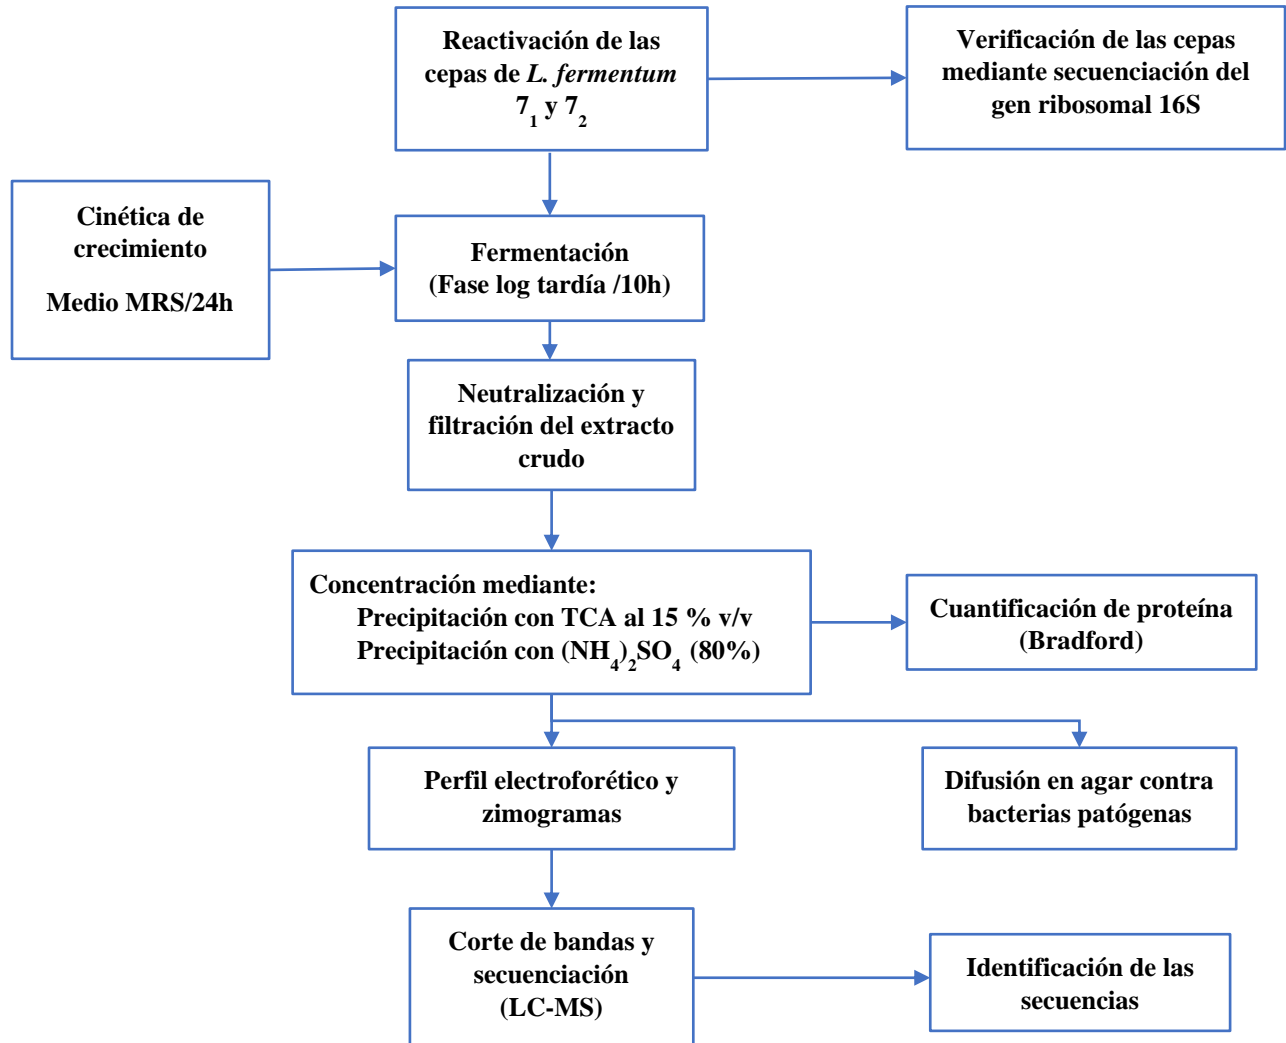 Reactivación de las
cepas de L. fermentum
7₁ y 7₂
Verificación de las cepas
mediante secuenciación del
gen ribosomal 16S
Cinética de
crecimiento
Medio MRS/24h
Fermentación
(Fase log tardía /10h)
Neutralización y
filtración del extracto
crudo
Concentración mediante:
Precipitación con TCA al 15 % v/v
Precipitación con (NH₄)₂SO₄ (80%)
Cuantificación de proteína
(Bradford)
Perfil electroforético y
zimogramas
Difusión en agar contra
bacterias patógenas
Corte de bandas y
secuenciación
(LC-MS)
Identificación de las
secuencias